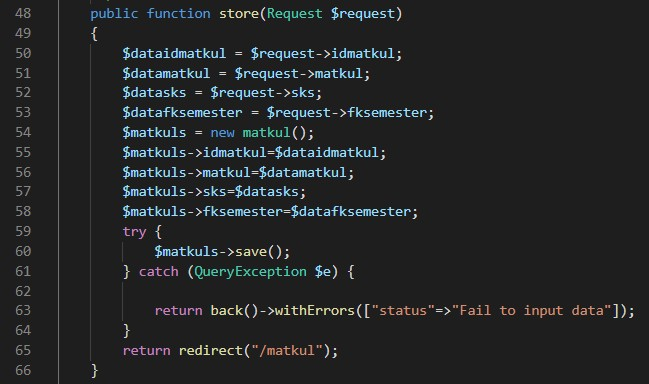 48 public function store(Request $request)
49 {
50 $dataidmatkul = $request->idmatkul;
51 $datamatkul = $request->matkul;
52 $datasks = $request->sks;
53 $datafksemester = $request->fksemester;
54 $matkuls = new matkul();
55 $matkuls->idmatkul=$dataidmatkul;
56 $matkuls->matkul=$datamatkul;
57 $matkuls->sks=$datasks;
58 $matkuls->fksemester=$datafksemester;
59 try {
60 $matkuls->save();
61 } catch (QueryException $e) {
62
63 return back()->withErrors(["status"=>"Fail to input data"]);
64 }
65 return redirect("/matkul");
66 }